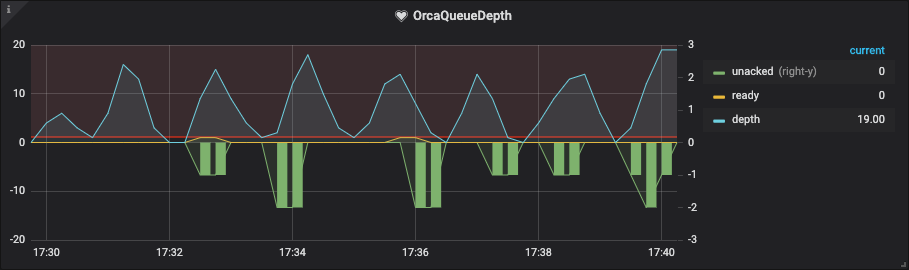 i
OrcaQueueDepth
20
10
0
-10
-20
3
2
1
0
-1
-2
-3
17:30 17:32 17:34 17:36 17:38 17:40
current
unacked (right-y) 0
ready 0
depth 19.00